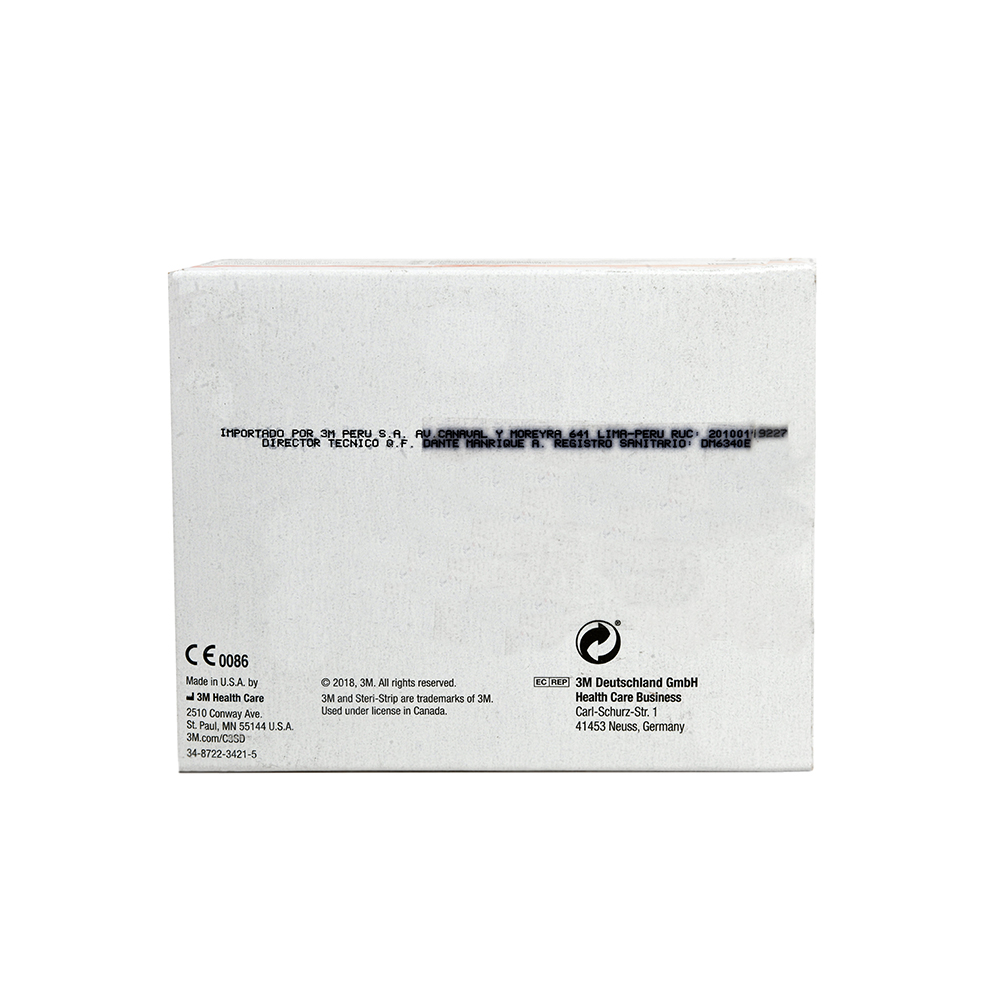 IMPORTADO POR 3M PERU S.A. AV.CANAVAL Y MOREYRA 641 LIMA-PERU RUC:
DIRECTOR TECNICO Q.F. DANTE MANRIQUE A. REGISTRO SANITARIO: DM6340E
®
CE 0086
Made in U.S.A. by
3M Health Care
2510 Conway Ave.
St. Paul, MN 55144 U.S.A.
3M.com/C3SD
34-8722-3421-5
© 2018, 3M. All rights reserved.
3M and Steri-Strip are trademarks of 3M.
Used under license in Canada.
EC REP 3M Deutschland GmbH
Health Care Business
Carl-Schurz-Str. 1
41453 Neuss, Germany